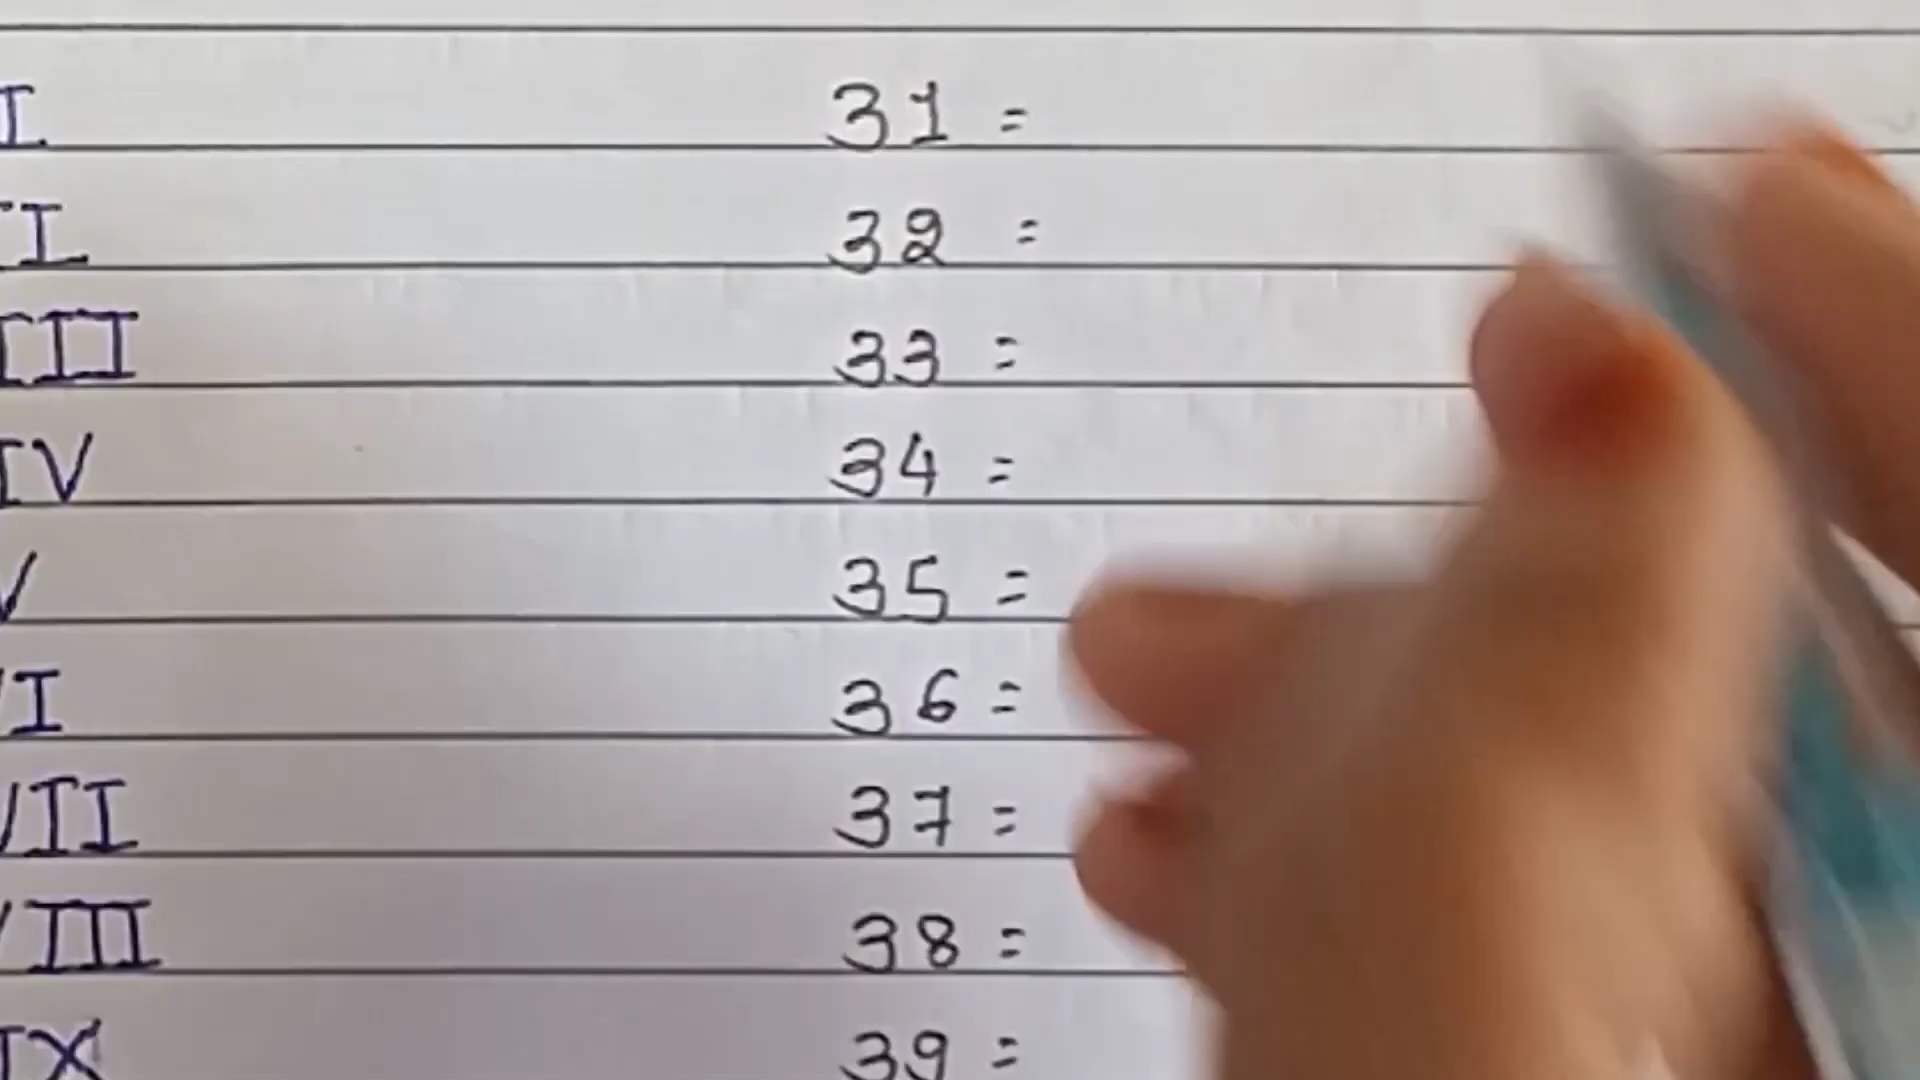 I 31 =
II 32 =
III 33 =
IV 34 =
V 35 =
VI 36 =
VII 37 =
VIII 38 =
IX 39 =